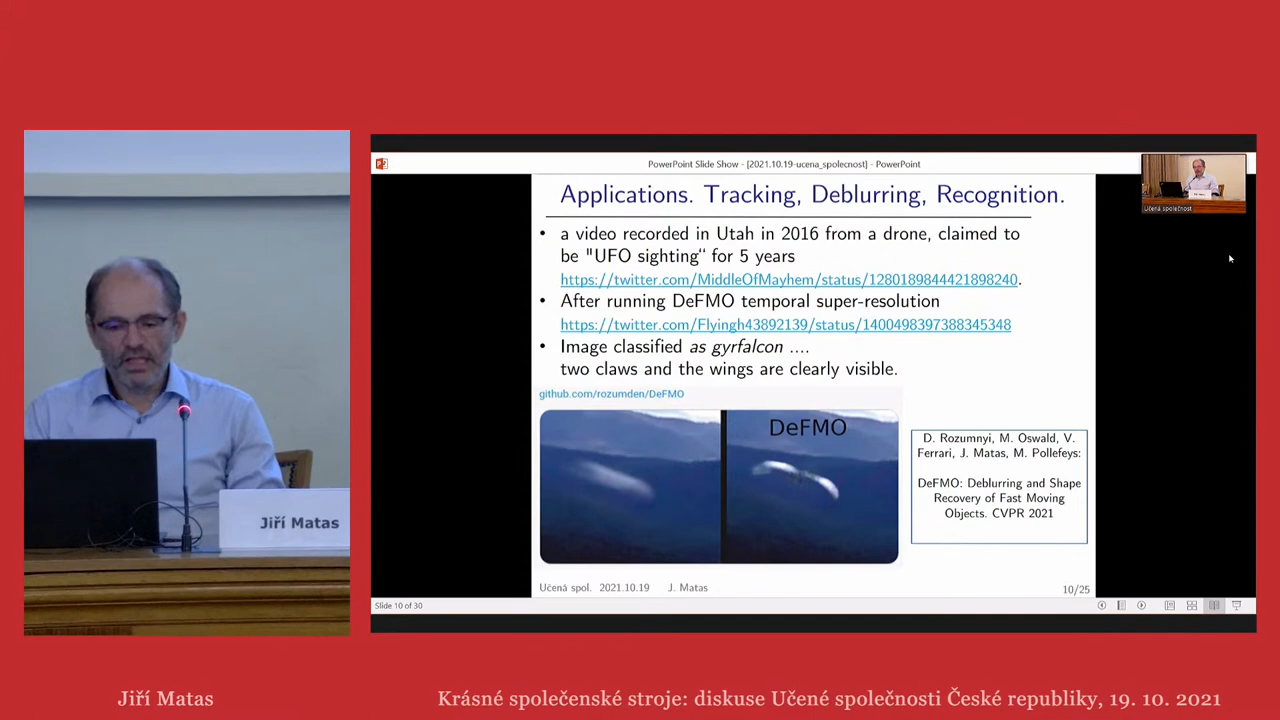 PowerPoint Slide Show - [2021.10.19-ucena_spolecnost] - PowerPoint
Učená společnost
Applications. Tracking, Deblurring, Recognition.
• a video recorded in Utah in 2016 from a drone, claimed to
be "UFO sighting“ for 5 years
https://twitter.com/MiddleOfMayhem/status/1280189844421898240.
• After running DeFMO temporal super-resolution
https://twitter.com/Flyingh43892139/status/1400498397388345348
• Image classified as gyrfalcon ....
two claws and the wings are clearly visible.
github.com/rozumden/DeFMO
DeFMO
D. Rozumnyi, M. Oswald, V.
Ferrari, J. Matas, M. Pollefeys:
DeFMO: Deblurring and Shape
Recovery of Fast Moving
Objects. CVPR 2021
Učená spol. 2021.10.19 J. Matas
10/25
Slide 10 of 30
Jiří Matas
Jiří Matas
Krásné společenské stroje: diskuse Učené společnosti České republiky, 19. 10. 2021